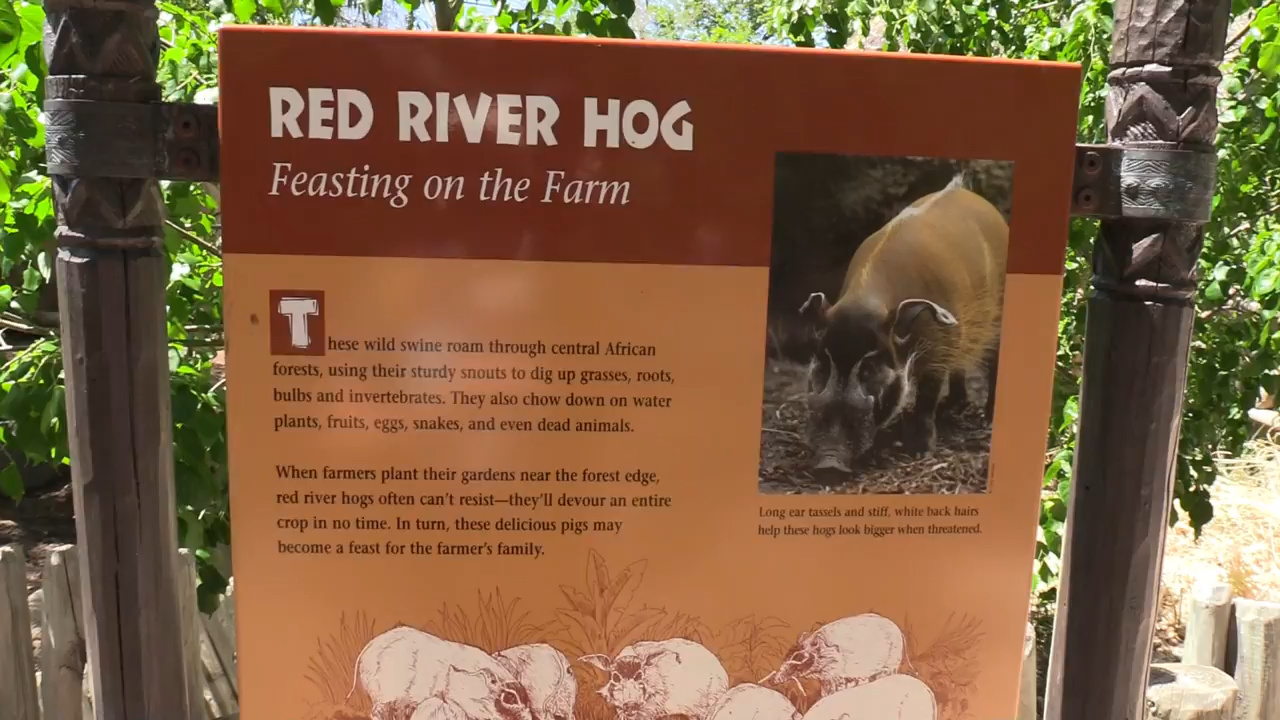 RED RIVER HOG
Feasting on the Farm
These wild swine roam through central African
forests, using their sturdy snouts to dig up grasses, roots,
bulbs and invertebrates. They also chow down on water
plants, fruits, eggs, snakes, and even dead animals.
When farmers plant their gardens near the forest edge,
red river hogs often can't resist—they'll devour an entire
crop in no time. In turn, these delicious pigs may
become a feast for the farmer's family.
Long ear tassels and stiff, white back hairs
help these hogs look bigger when threatened.